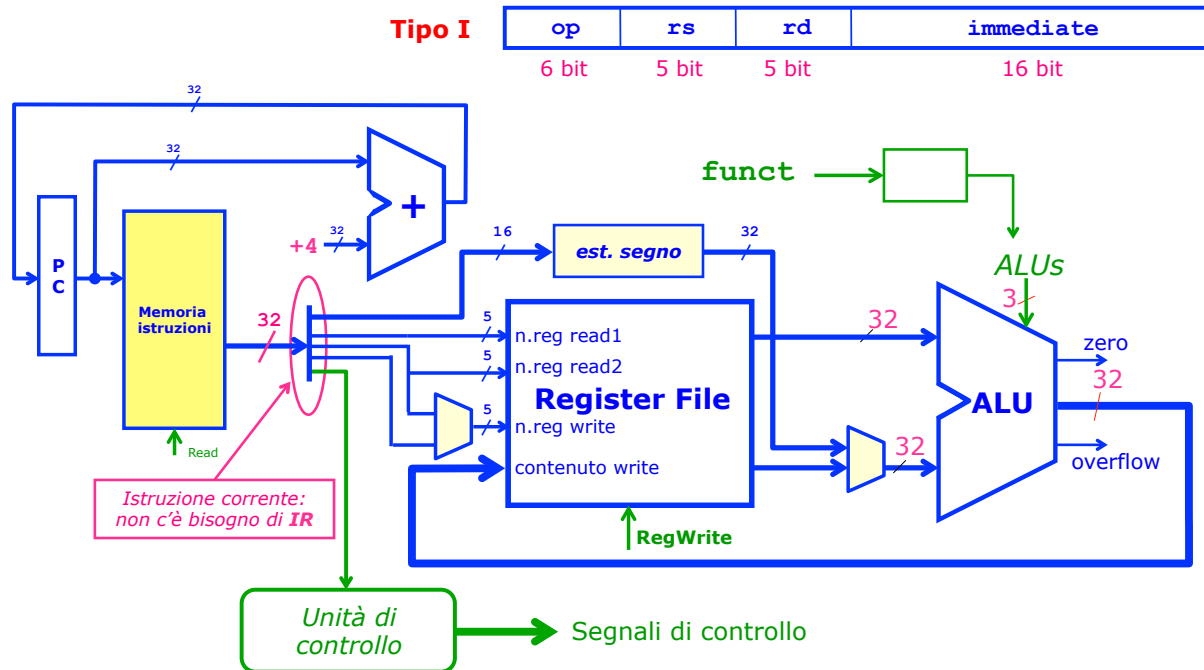 Tipo I
op rs rd immediate
6 bit 5 bit 5 bit 16 bit
32
32
funct
P
C
+
+4
32
16
est. segno
32
ALUs
3
Memoria
istruzioni
32
5
n.reg read1
32
zero
5
n.reg read2
32
Register File
ALU
5
n.reg write
32
contenuto write
overflow
Read
Istruzione corrente:
non c'è bisogno di IR
RegWrite
Unità di
controllo
Segnali di controllo